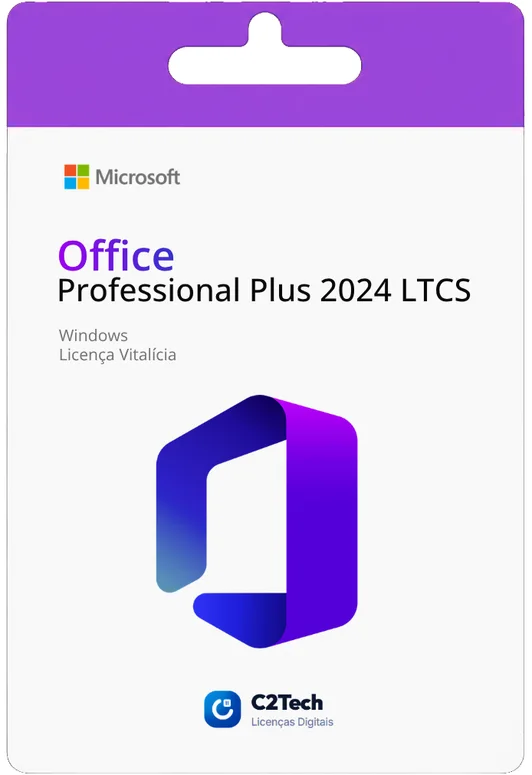 Microsoft
Office
Professional Plus 2024 LTCS
Windows
Licença Vitalícia
C2Tech
Licenças Digitais